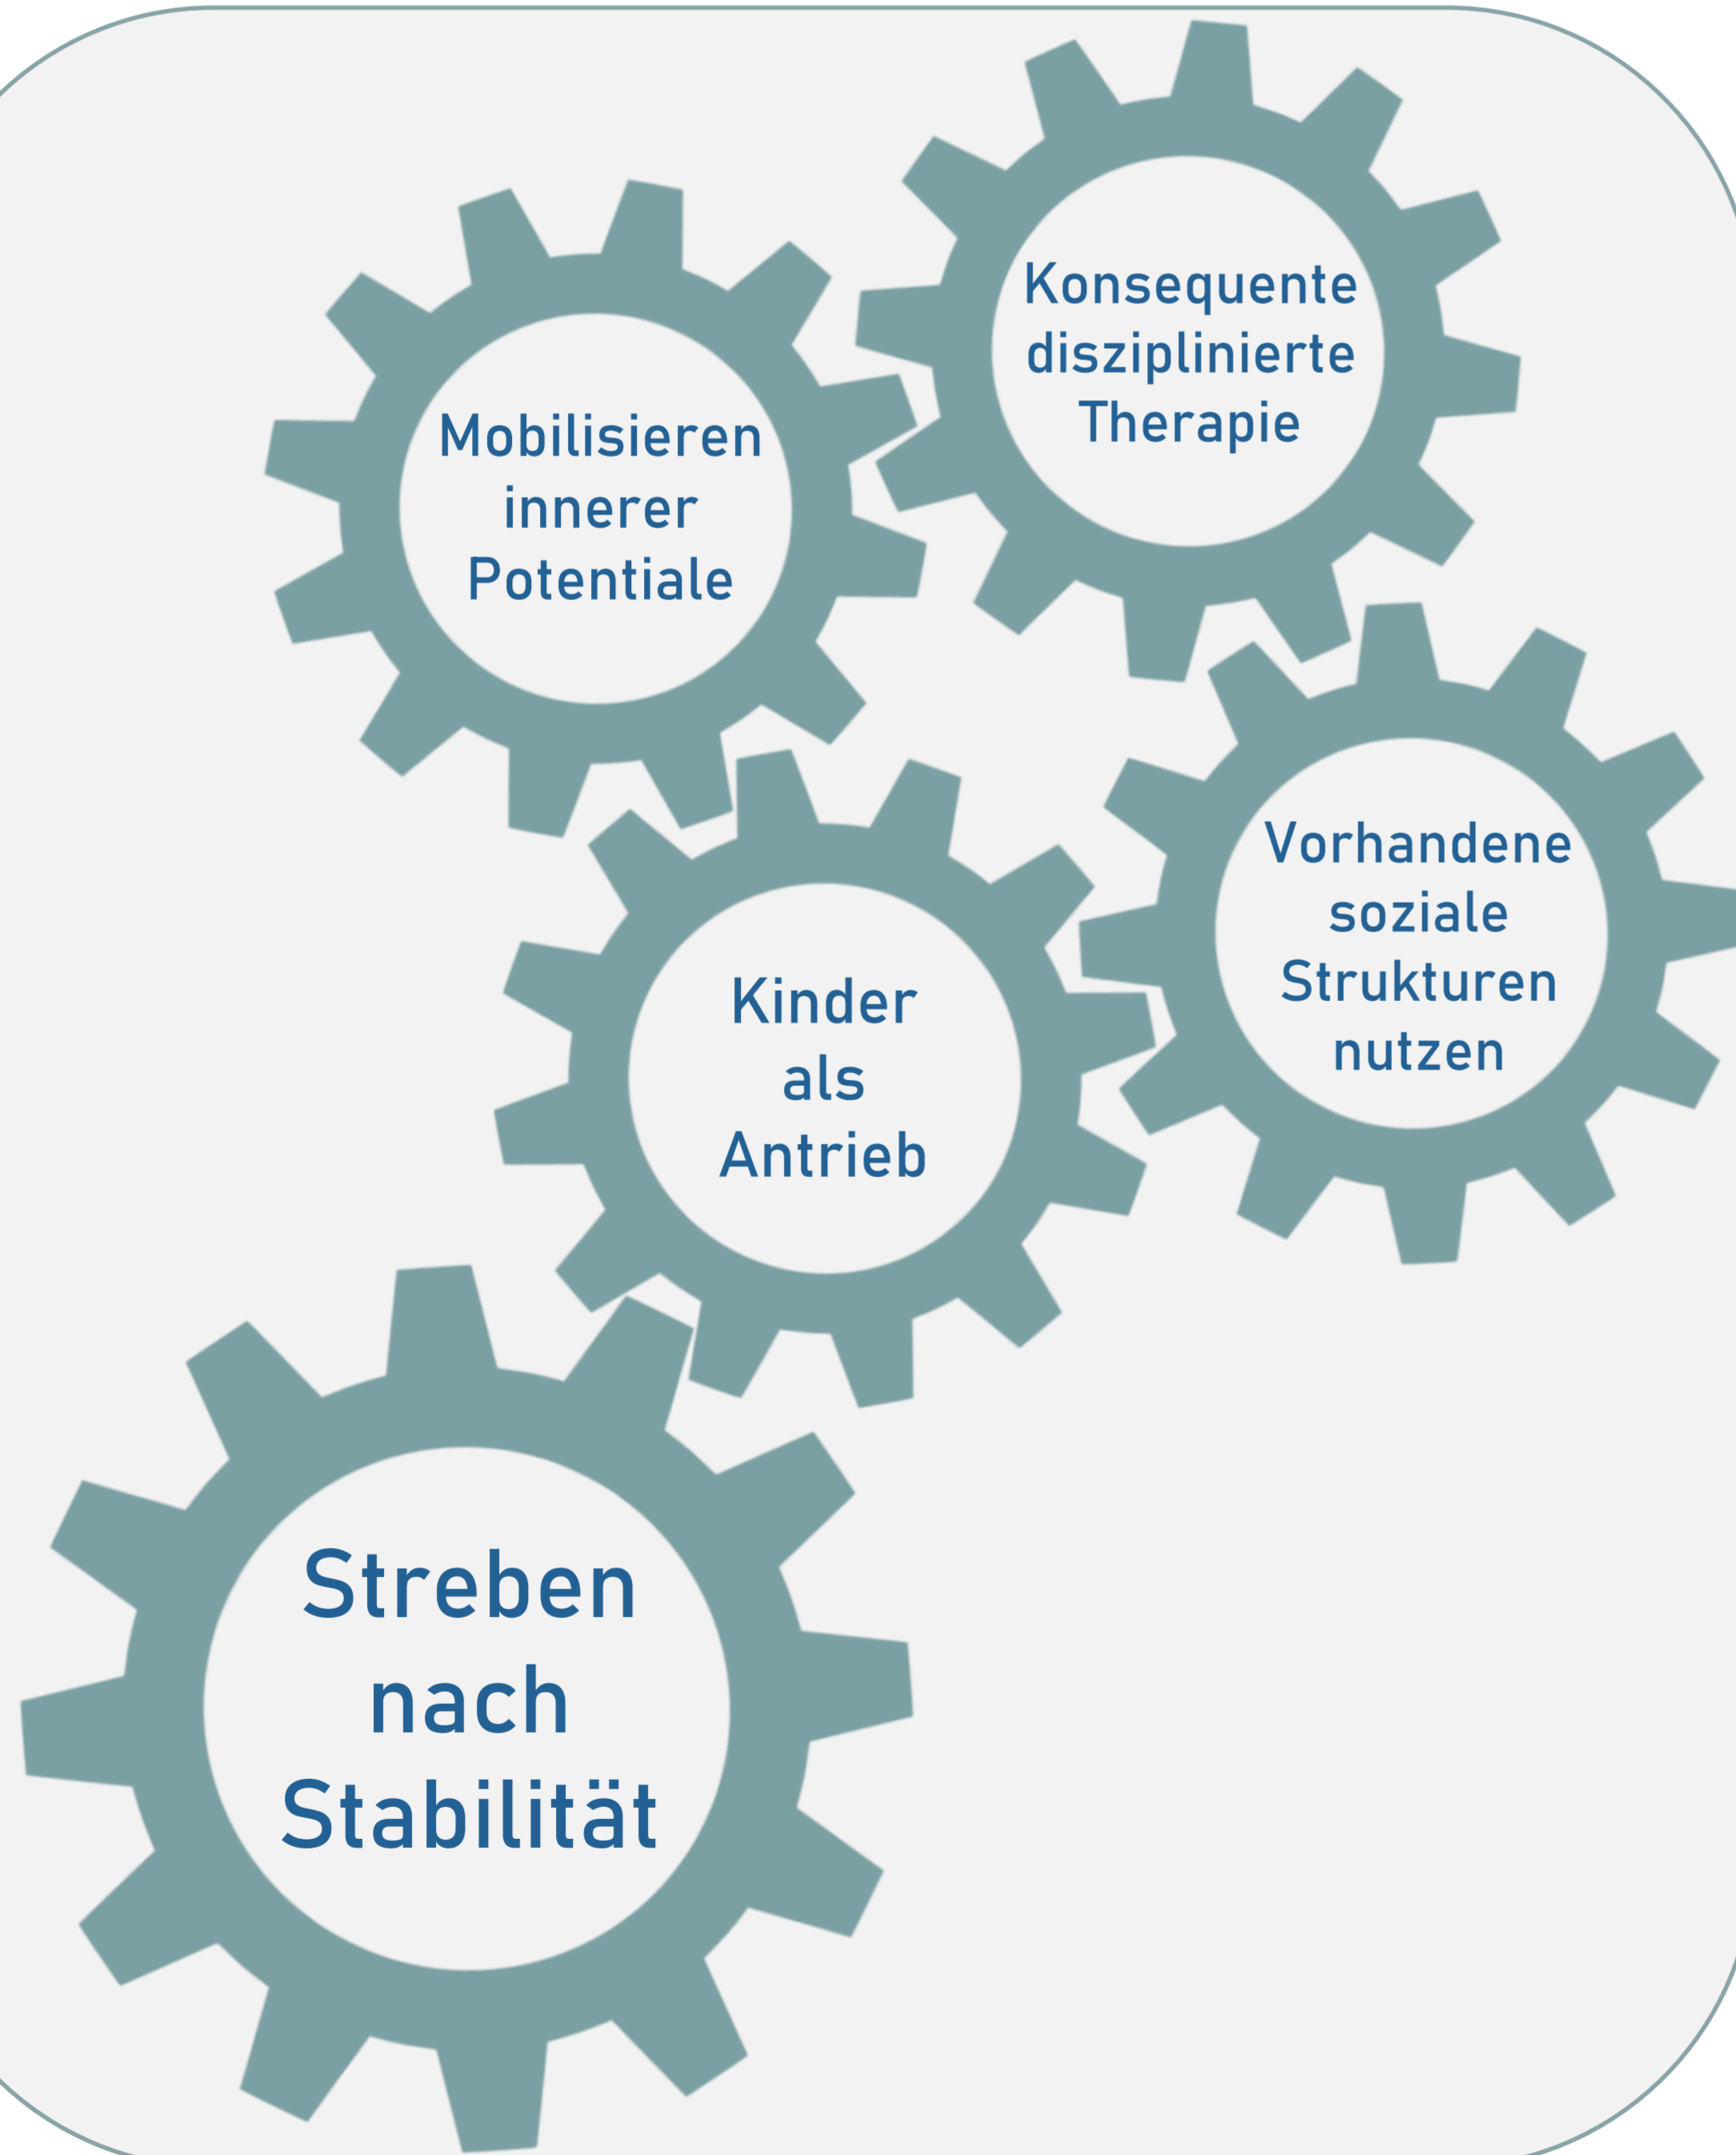 Konsequente
disziplinierte
Therapie
Mobilisieren
innerer
Potentiale
Vorhandene
soziale
Strukturen
nutzen
Kinder
als
Antrieb
Streben
nach
Stabilität